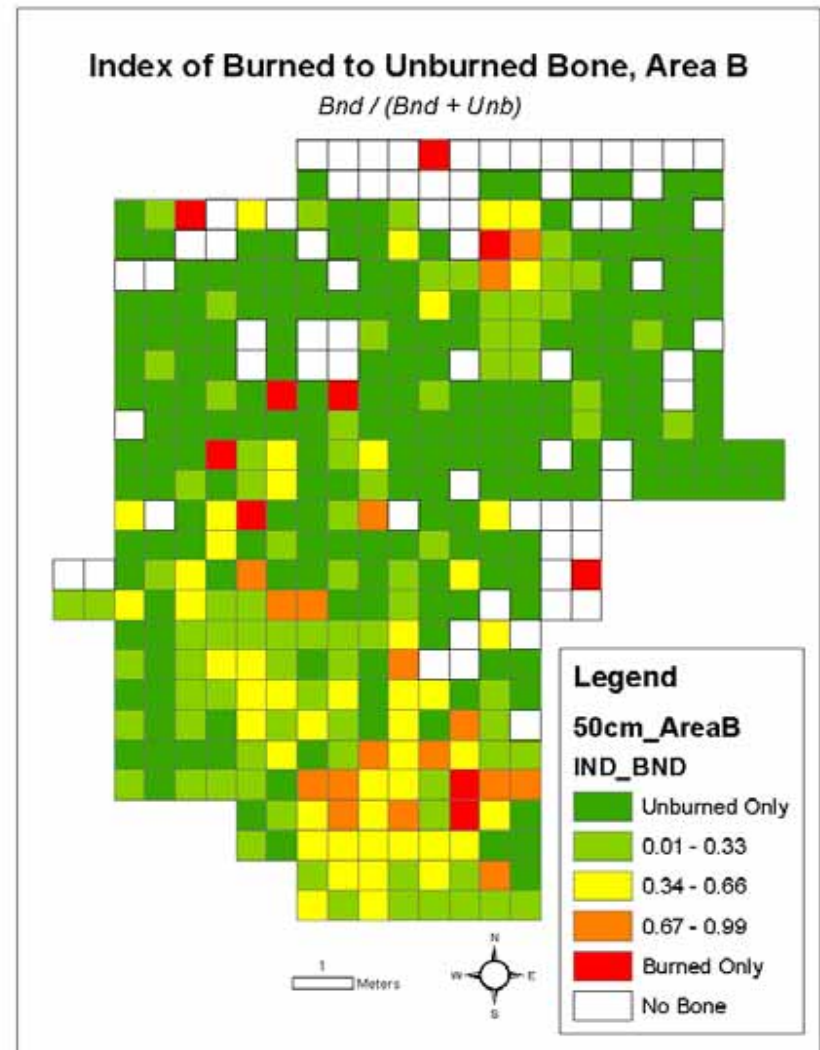 Index of Burned to Unburned Bone, Area B
Bnd / (Bnd + Unb)
Legend
50cm_AreaB
IND_BND
Unburned Only
0.01 - 0.33
0.34 - 0.66
0.67 - 0.99
Burned Only
No Bone
1
Meters
N
W
E
S